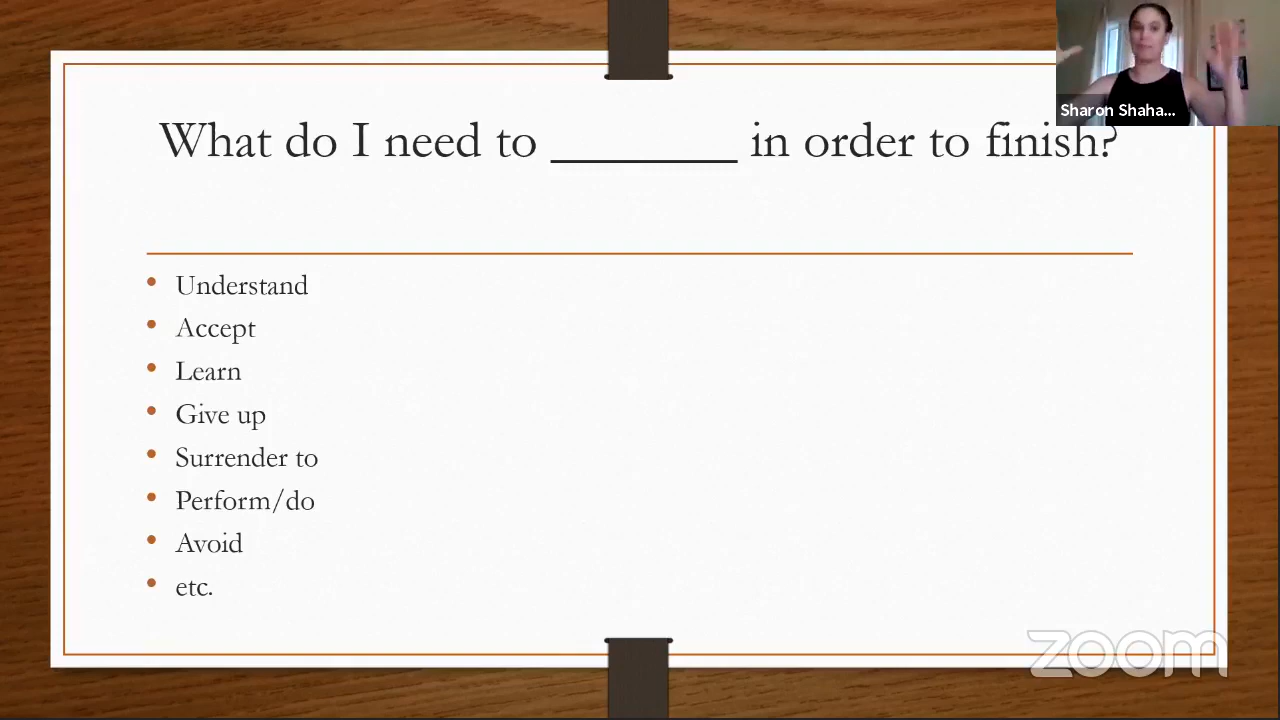 Sharon Shaha...
What do I need to _______ in order to finish?
• Understand
• Accept
• Learn
• Give up
• Surrender to
• Perform/do
• Avoid
• etc.
zoom